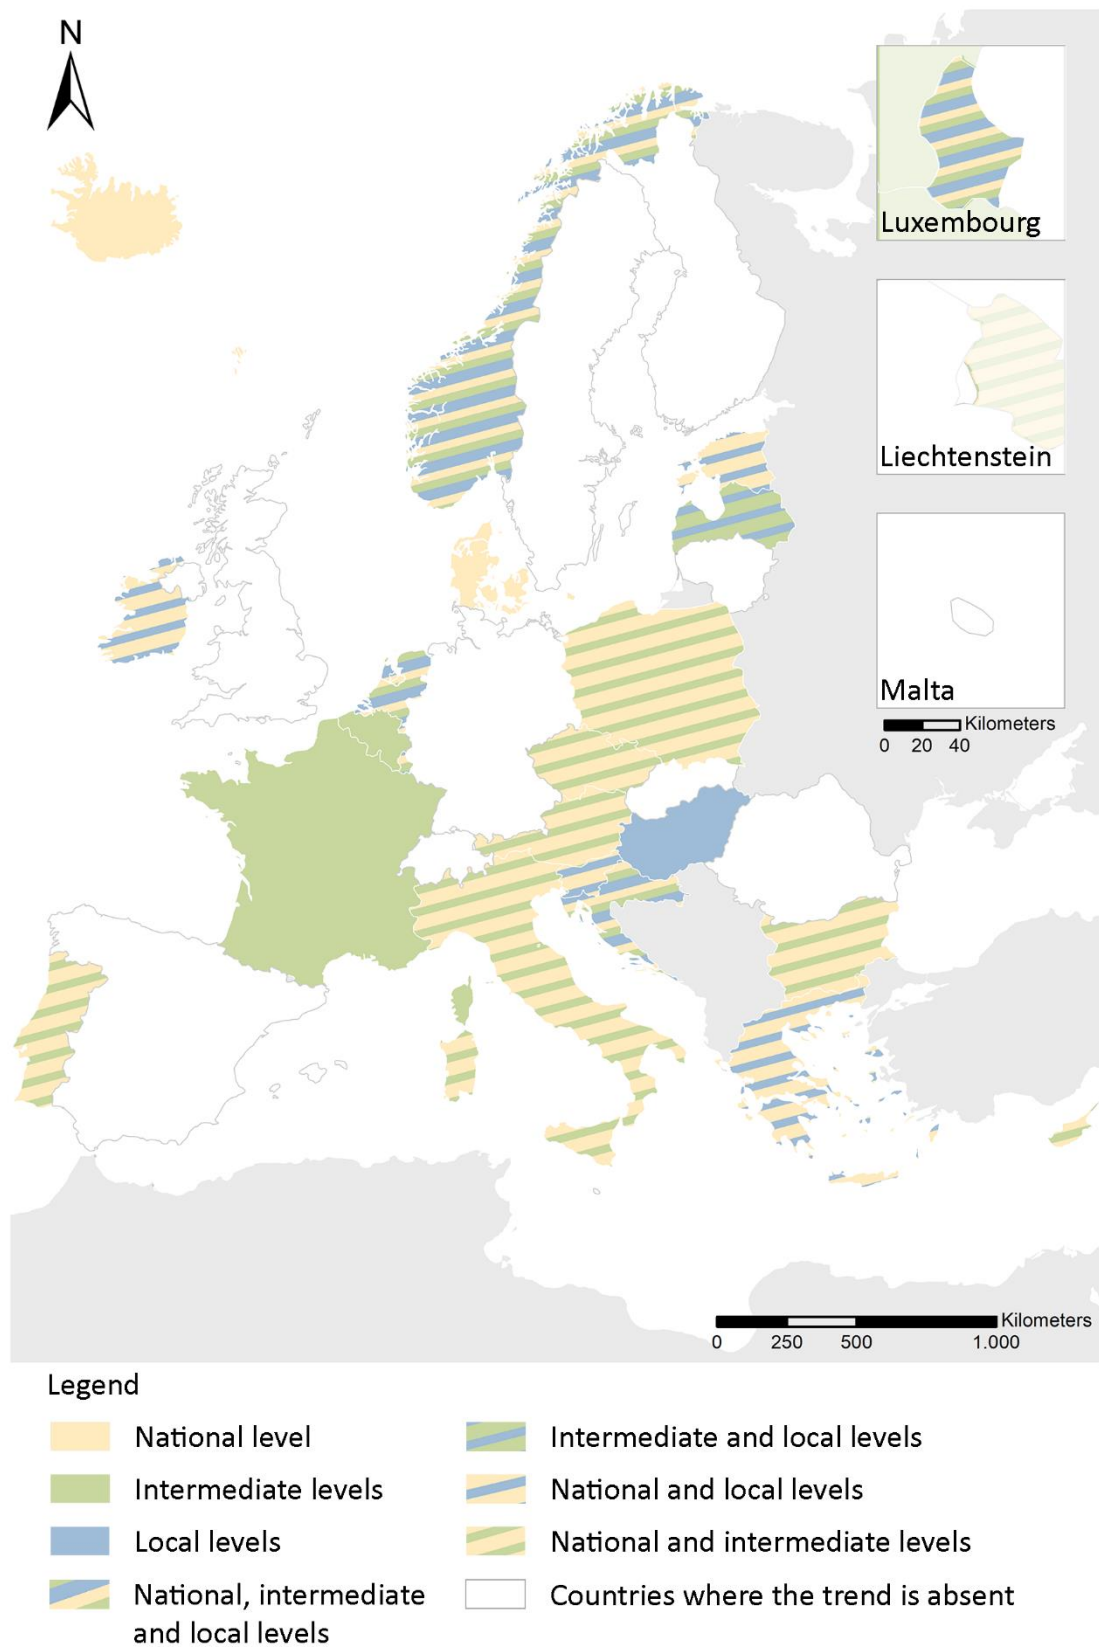 N
Luxembourg
Liechtenstein
Malta
Kilometers
0 20 40
Kilometers
0 250 500 1.000
Legend
National level
Intermediate levels
Local levels
National, intermediate
and local levels
Intermediate and local levels
National and local levels
National and intermediate levels
Countries where the trend is absent